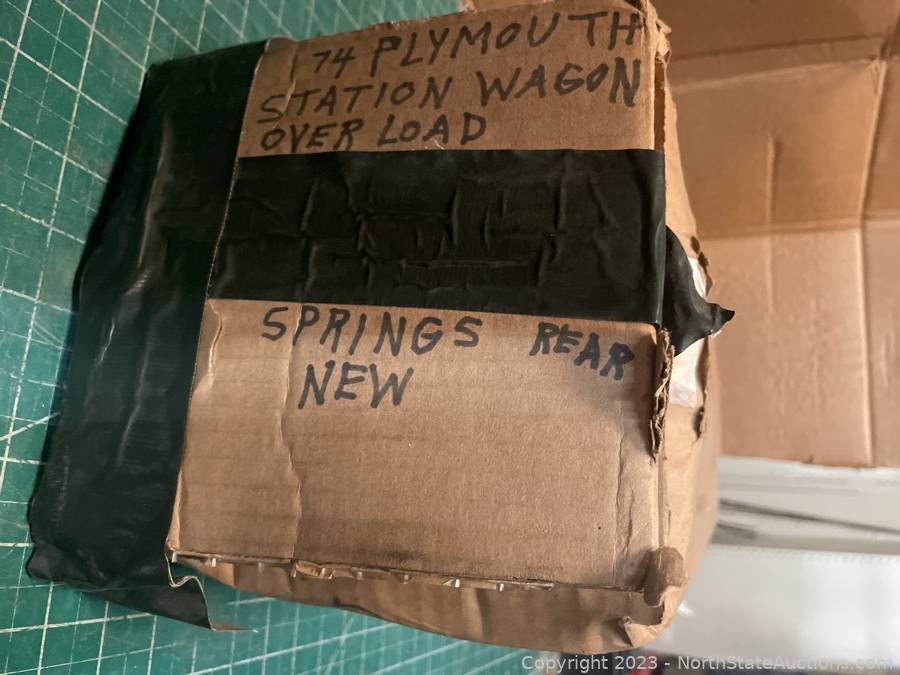 74 PLYMOUTH
STATION WAGON
OVER LOAD
SPRINGS REAR
NEW
Copyright 2023 - NorthStateAuctions.com